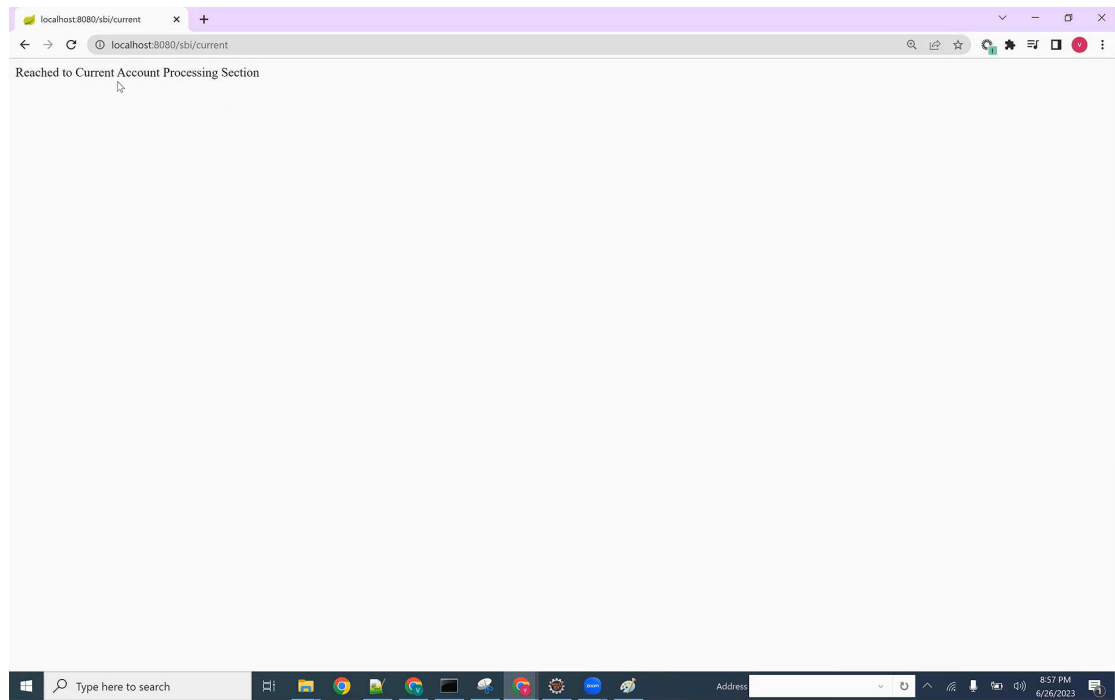 localhost:8080/sbi/current
localhost:8080/sbi/current
Reached to Current Account Processing Section
Type here to search
zoom
Address
8:57 PM
6/26/2023